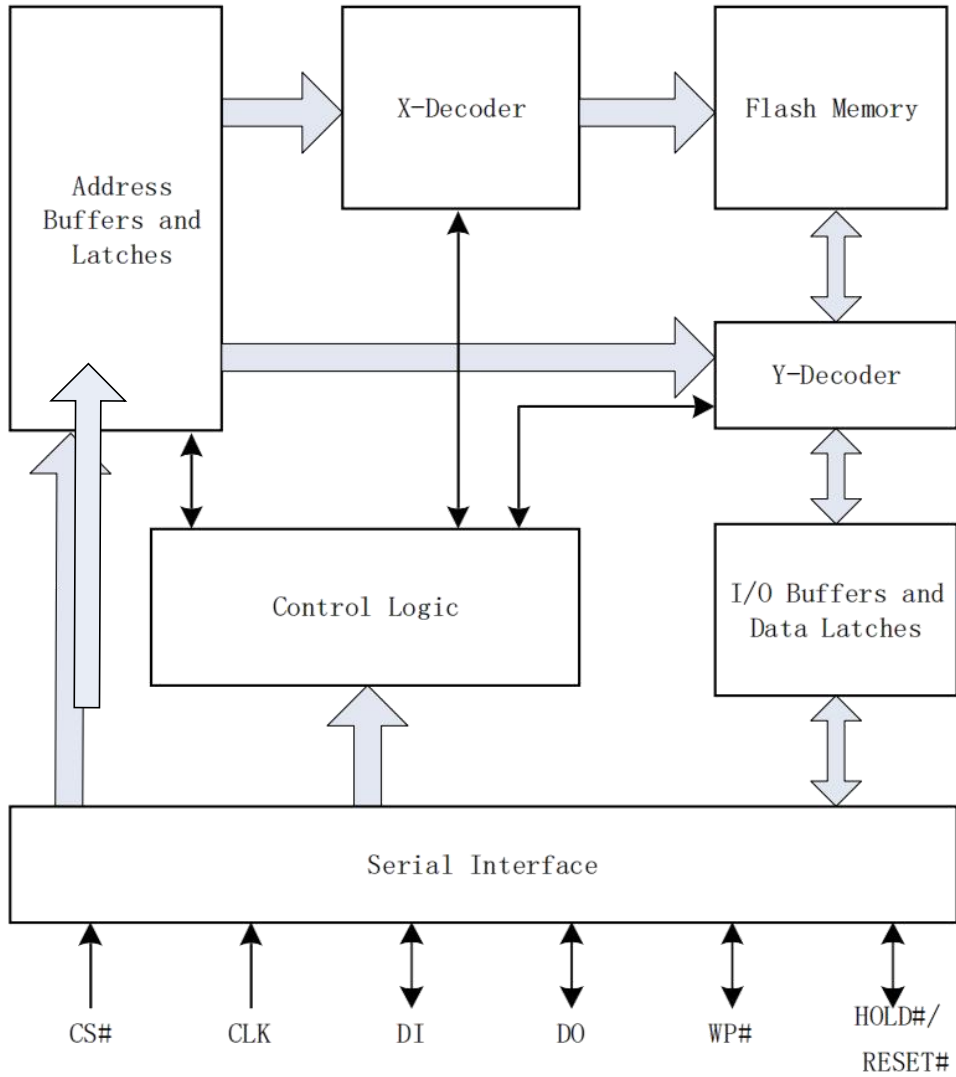 X-Decoder
Flash Memory
Address
Buffers and
Latches
Y-Decoder
Control Logic
I/O Buffers and
Data Latches
Serial Interface
CS#
CLK
DI
DO
WP#
HOLD#/
RESET#